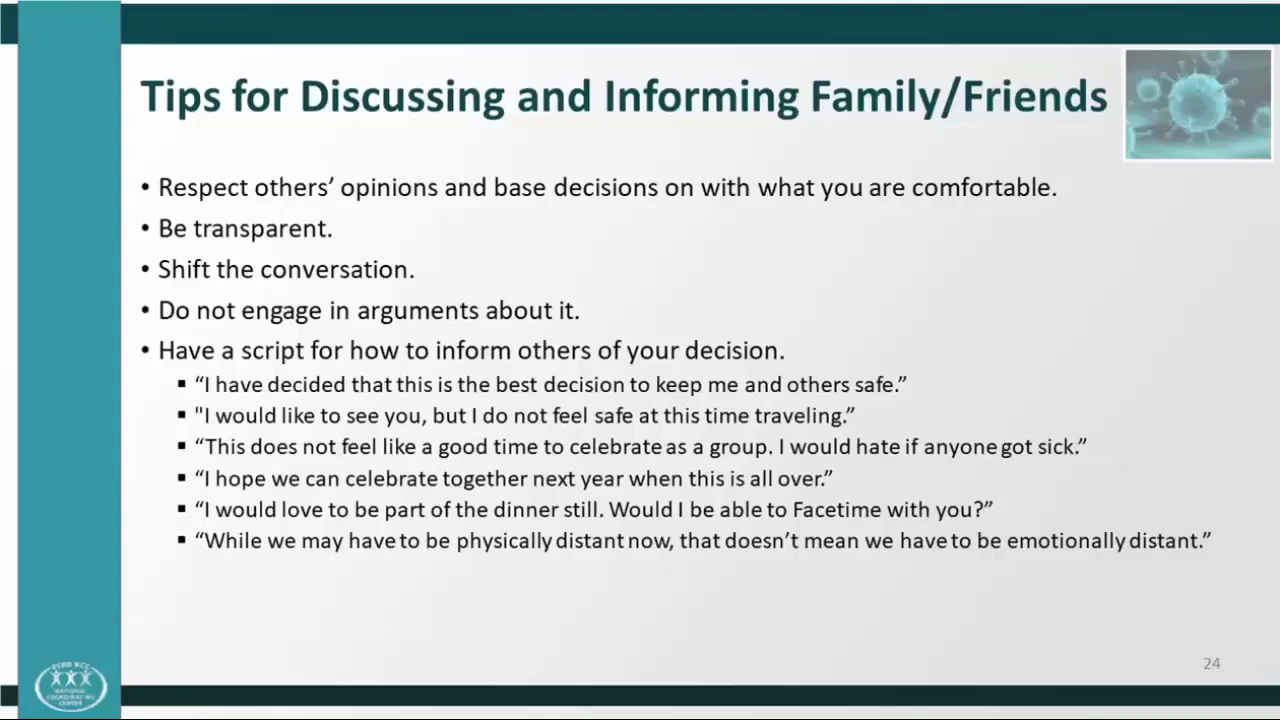 Tips for Discussing and Informing Family/Friends
• Respect others’ opinions and base decisions on with what you are comfortable.
• Be transparent.
• Shift the conversation.
• Do not engage in arguments about it.
• Have a script for how to inform others of your decision.
▪ “I have decided that this is the best decision to keep me and others safe.”
▪ "I would like to see you, but I do not feel safe at this time traveling.”
▪ “This does not feel like a good time to celebrate as a group. I would hate if anyone got sick.”
▪ “I hope we can celebrate together next year when this is all over.”
▪ “I would love to be part of the dinner still. Would I be able to Facetime with you?”
▪ “While we may have to be physically distant now, that doesn’t mean we have to be emotionally distant.”
NATIONAL
COORDINATING
CENTER
24